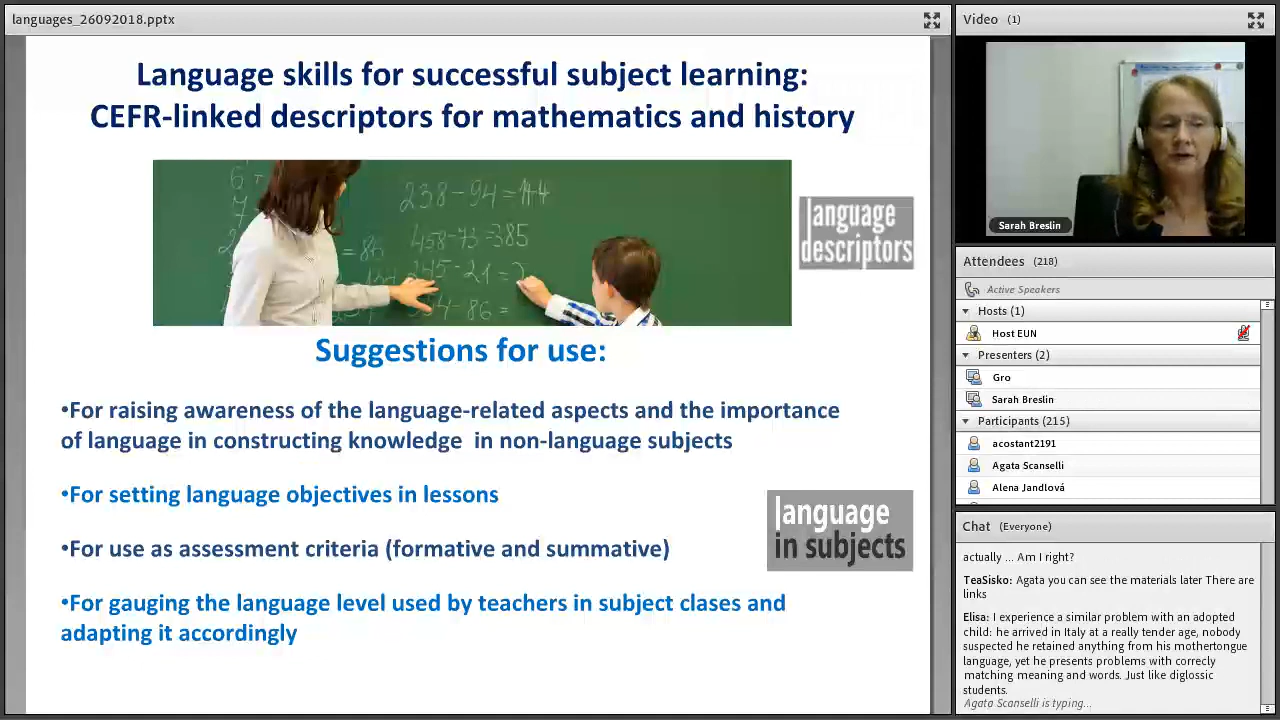 languages_26092018.pptx
Language skills for successful subject learning:
CEFR-linked descriptors for mathematics and history
238-94=144
458-73=385
language
descriptors
Suggestions for use:
•For raising awareness of the language-related aspects and the importance
of language in constructing knowledge in non-language subjects
•For setting language objectives in lessons
•For use as assessment criteria (formative and summative)
•For gauging the language level used by teachers in subject clases and
adapting it accordingly
language
in subjects
Video (1)
Sarah Breslin
Attendees (218)
Active Speakers
Hosts (1)
Host EUN
Presenters (2)
Gro
Sarah Breslin
Participants (215)
acostant2191
Agata Scanselli
Alena Jandlová
Chat (Everyone)
actually ... Am I right?
TeaSisko: Agata you can see the materials later There are
links
Elisa: I experience a similar problem with an adopted
child: he arrived in Italy at a really tender age, nobody
suspected he retained anything from his mothertongue
language, yet he presents problems with correcly
matching meaning and words. Just like diglossic
students.
Agata Scanselli is typing...